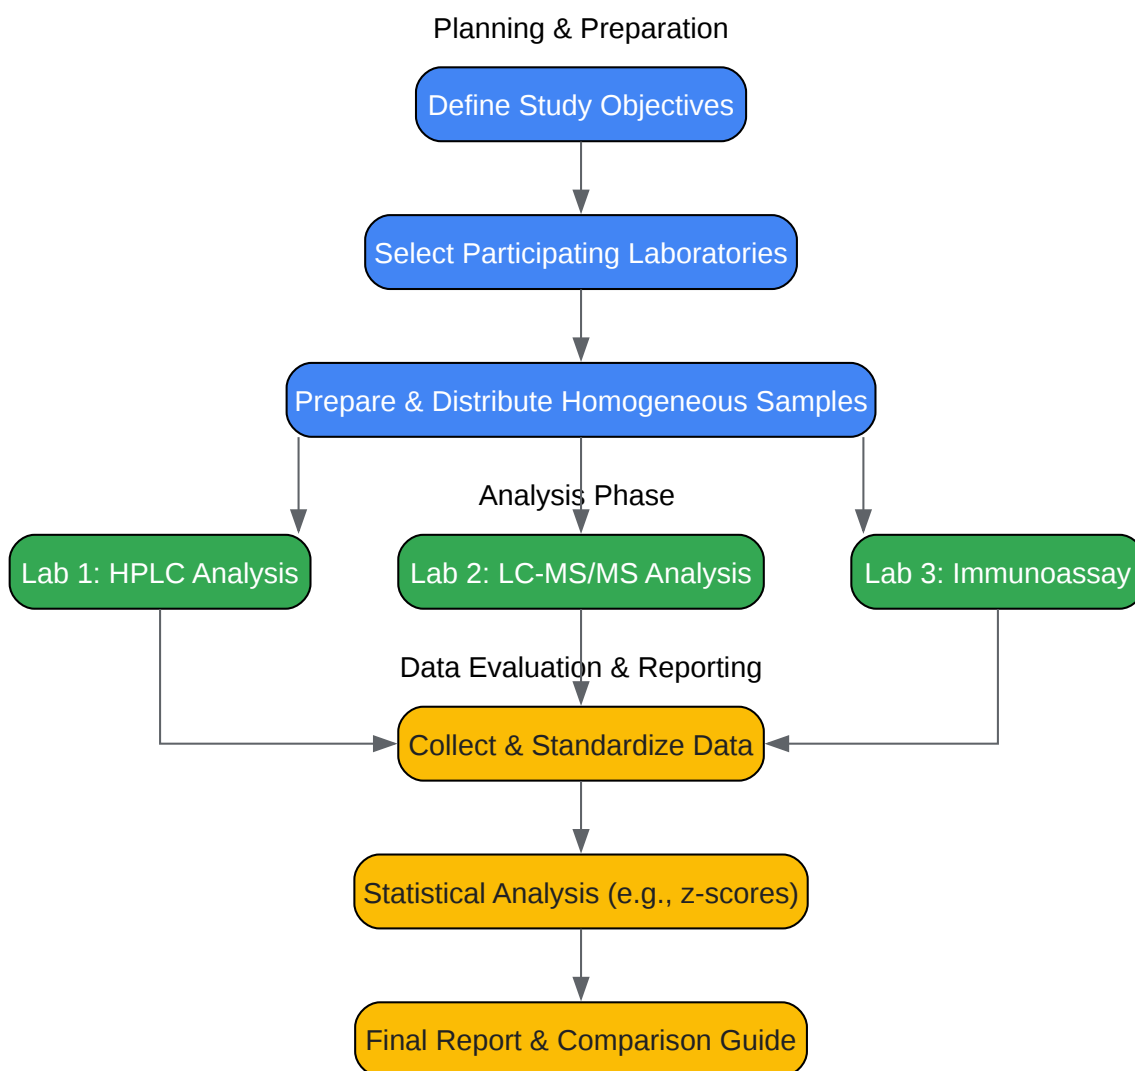 Planning & Preparation
Define Study Objectives
Select Participating Laboratories
Prepare & Distribute Homogeneous Samples
Analysis Phase
Lab 1: HPLC Analysis
Lab 2: LC-MS/MS Analysis
Lab 3: Immunoassay
Data Evaluation & Reporting
Collect & Standardize Data
Statistical Analysis (e.g., z-scores)
Final Report & Comparison Guide